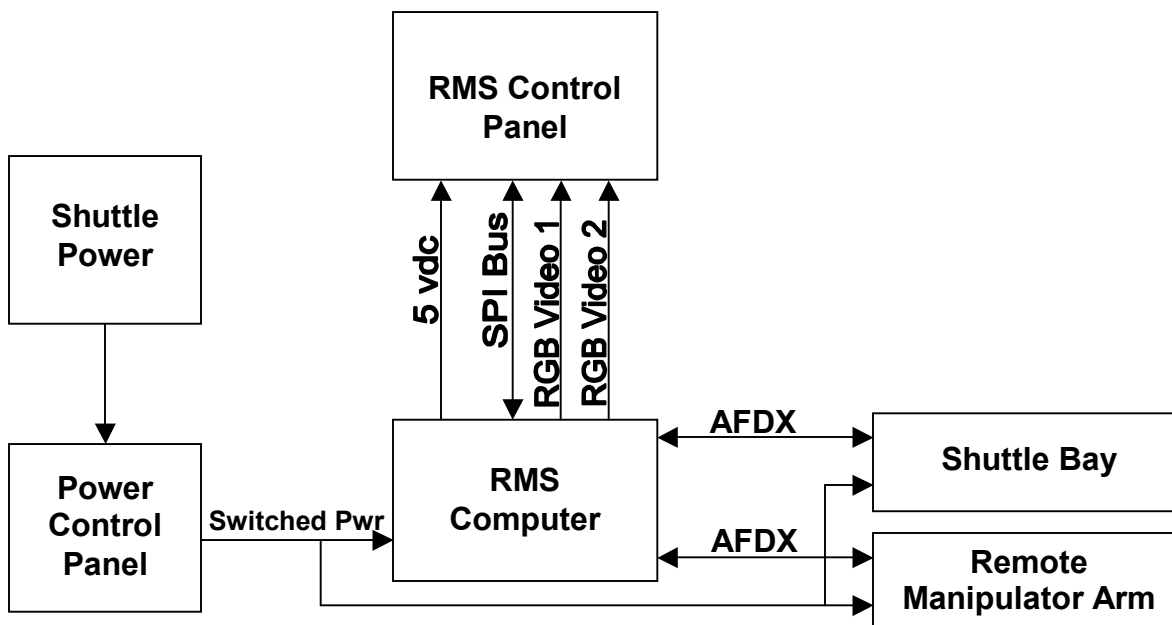 RMS Control
Panel
Shuttle
Power
5 vdc
SPI Bus
RGB Video 1
RGB Video 2
Power
Control
Panel
Switched Pwr
RMS
Computer
AFDX
AFDX
Shuttle Bay
Remote
Manipulator Arm